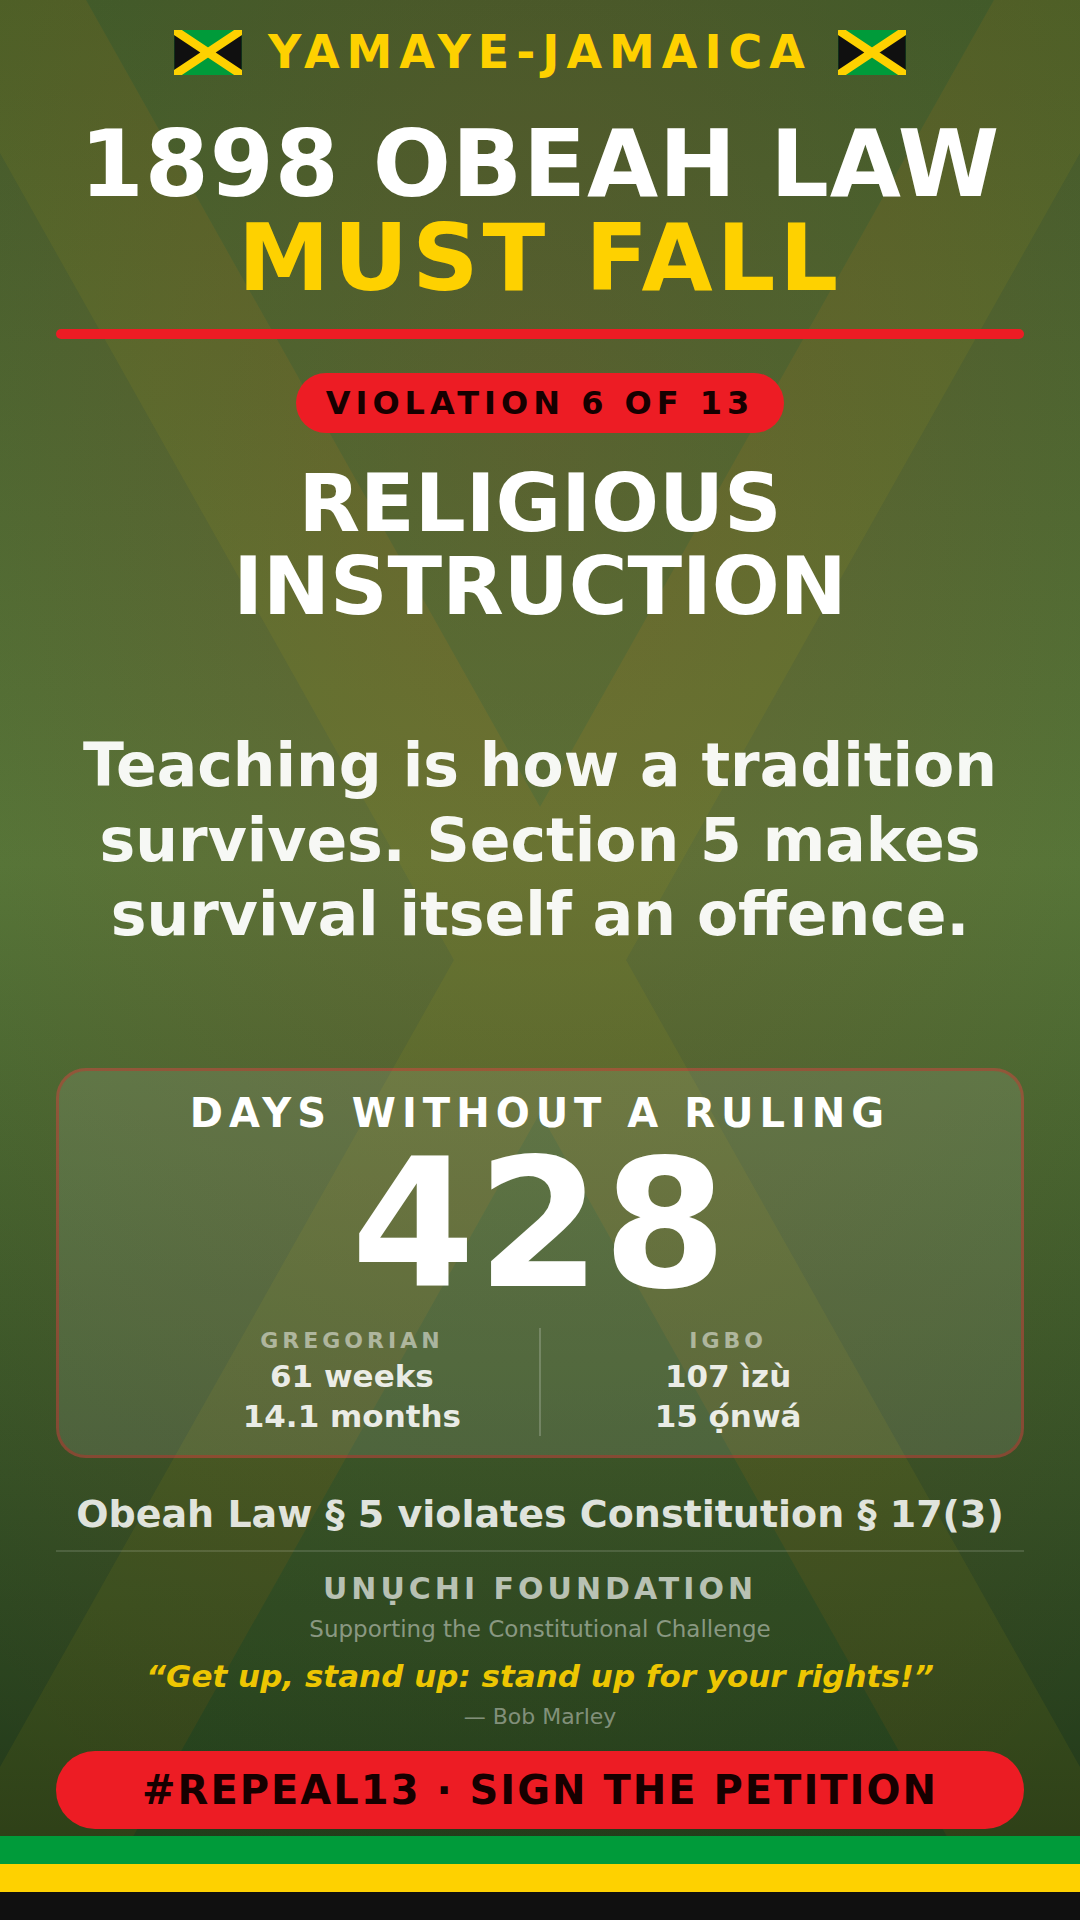 YAMAYE-JAMAICA
1898 OBEAH LAW
MUST FALL
VIOLATION 6 OF 13
RELIGIOUS
INSTRUCTION
Teaching is how a tradition
survives. Section 5 makes
survival itself an offence.
DAYS WITHOUT A RULING
428
GREGORIAN
61 weeks
14.1 months
IGBO
107 ìzù
15 ọ́nwá
Obeah Law § 5 violates Constitution § 17(3)
UNỤCHI FOUNDATION
Supporting the Constitutional Challenge
“Get up, stand up: stand up for your rights!”
— Bob Marley
#REPEAL13 · SIGN THE PETITION